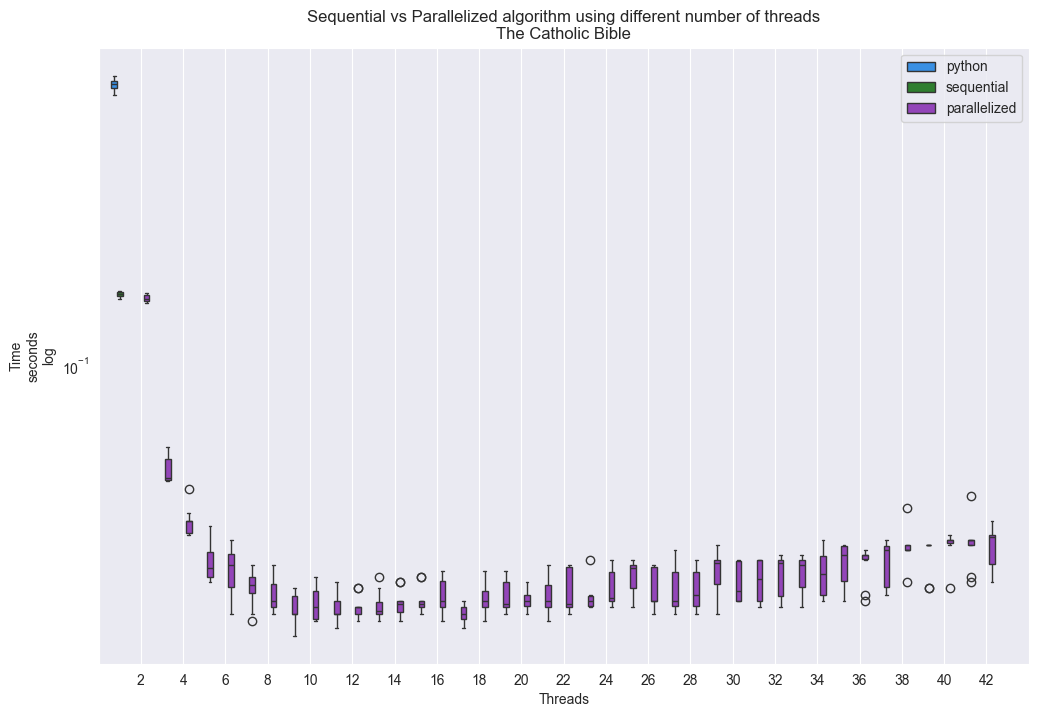 Sequential vs Parallelized algorithm using different number of threads
The Catholic Bible
python
sequential
parallelized
Time
seconds
log
10⁻¹
2 4 6 8 10 12 14 16 18 20 22 24 26 28 30 32 34 36 38 40 42
Threads